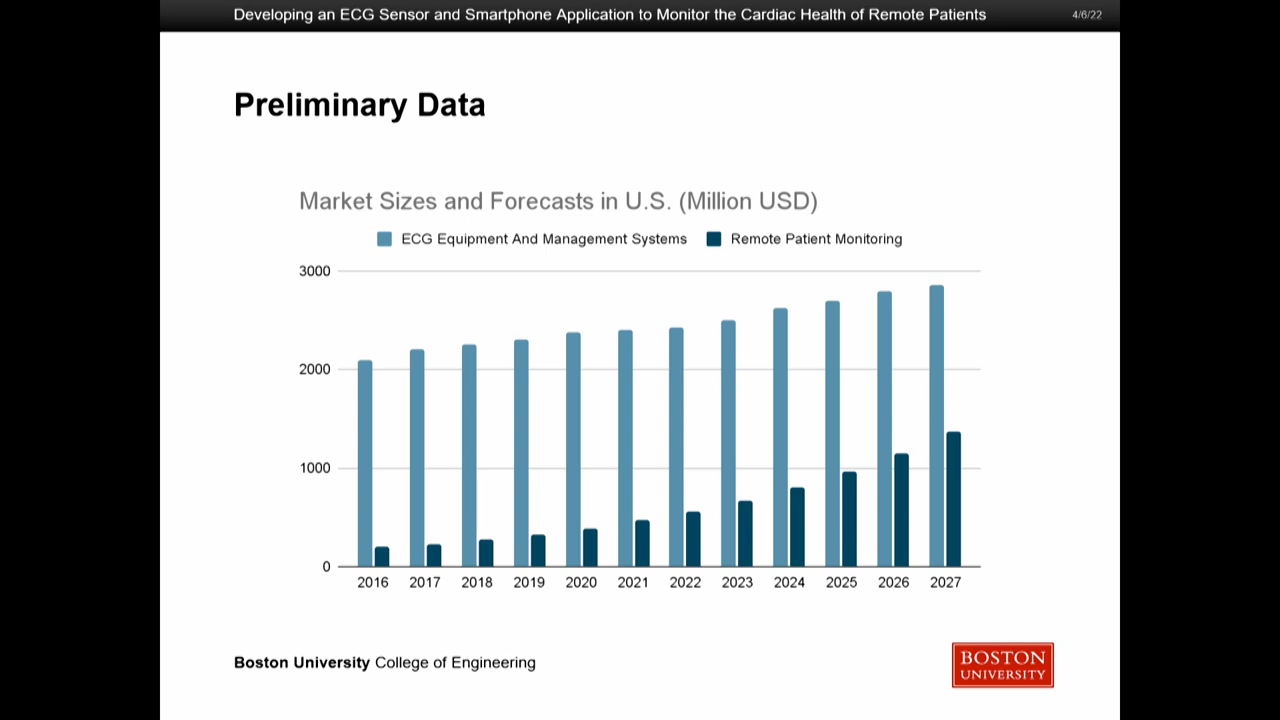 Developing an ECG Sensor and Smartphone Application to Monitor the Cardiac Health of Remote Patients 4/6/22
Preliminary Data
Market Sizes and Forecasts in U.S. (Million USD)
ECG Equipment And Management Systems Remote Patient Monitoring
3000
2000
1000
0
2016 2017 2018 2019 2020 2021 2022 2023 2024 2025 2026 2027
Boston University College of Engineering
BOSTON
UNIVERSITY